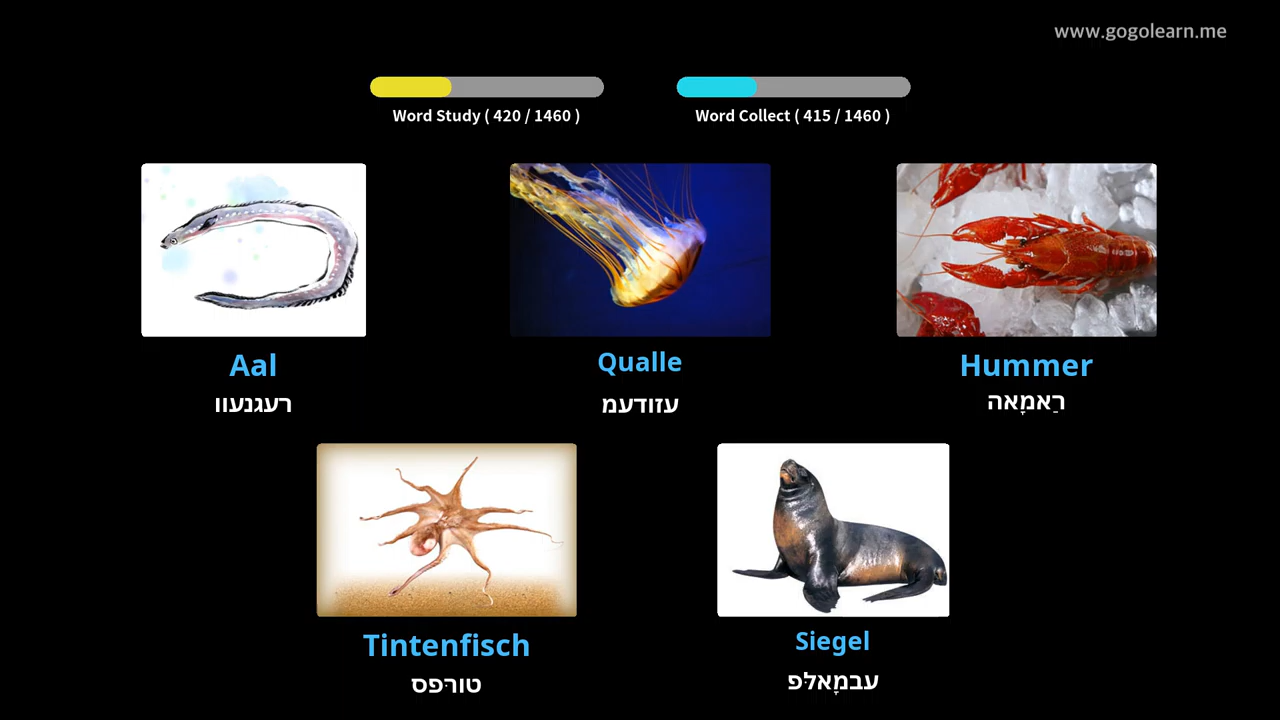 www.gogolearn.me
Word Study ( 420 / 1460 )
Word Collect ( 415 / 1460 )
Aal
Qualle
Hummer
רעגנעוו
עזודעמ
רַאמָאה
Tintenfisch
Siegel
טורּפס
עבמָאלּפ